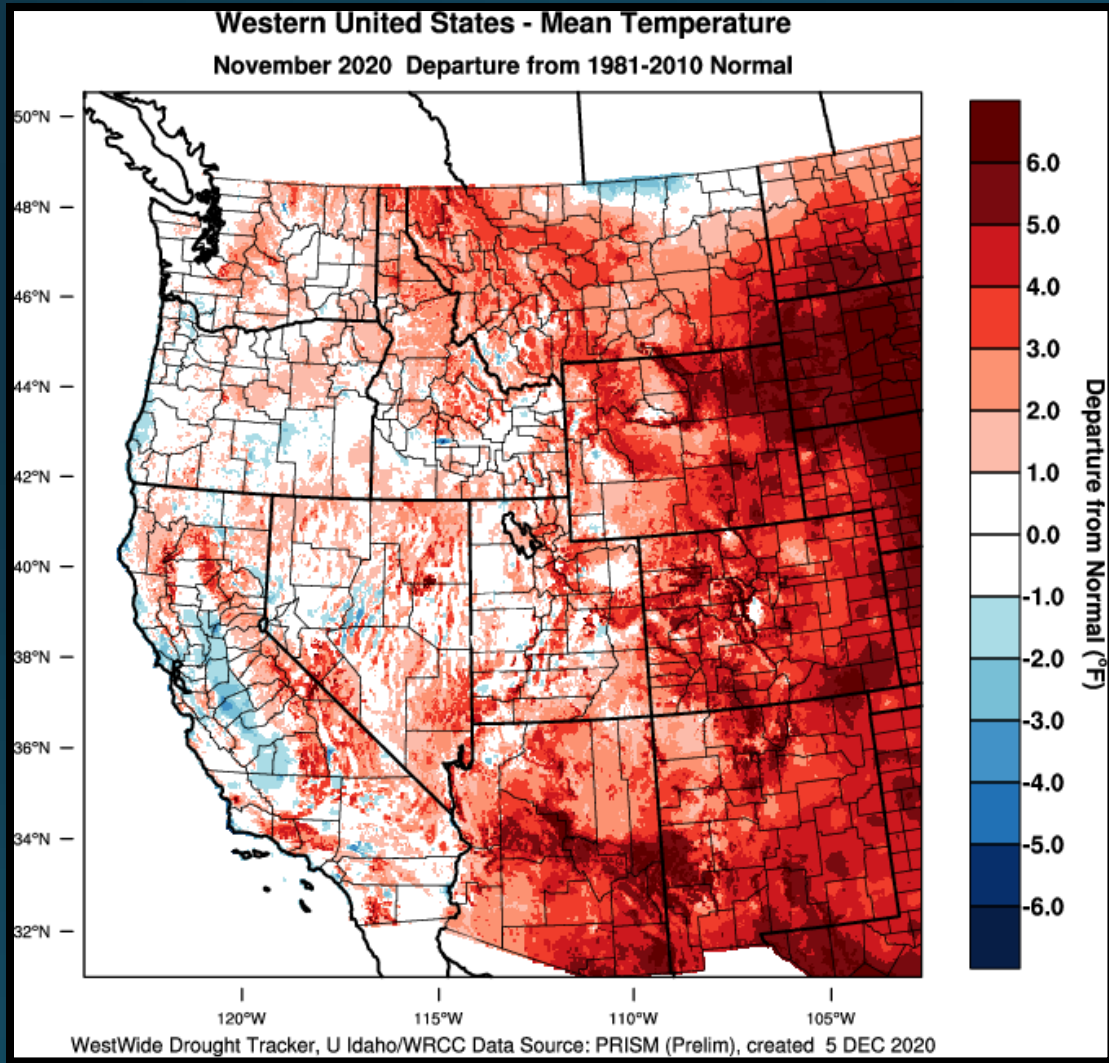 Western United States - Mean Temperature
November 2020 Departure from 1981-2010 Normal
50°N
48°N
46°N
44°N
42°N
40°N
38°N
36°N
34°N
32°N
120°W
115°W
110°W
105°W
6.0
5.0
4.0
3.0
2.0
1.0
0.0
-1.0
-2.0
-3.0
-4.0
-5.0
-6.0
Departure from Normal (°F)
WestWide Drought Tracker, U Idaho/WRCC Data Source: PRISM (Prelim), created 5 DEC 2020